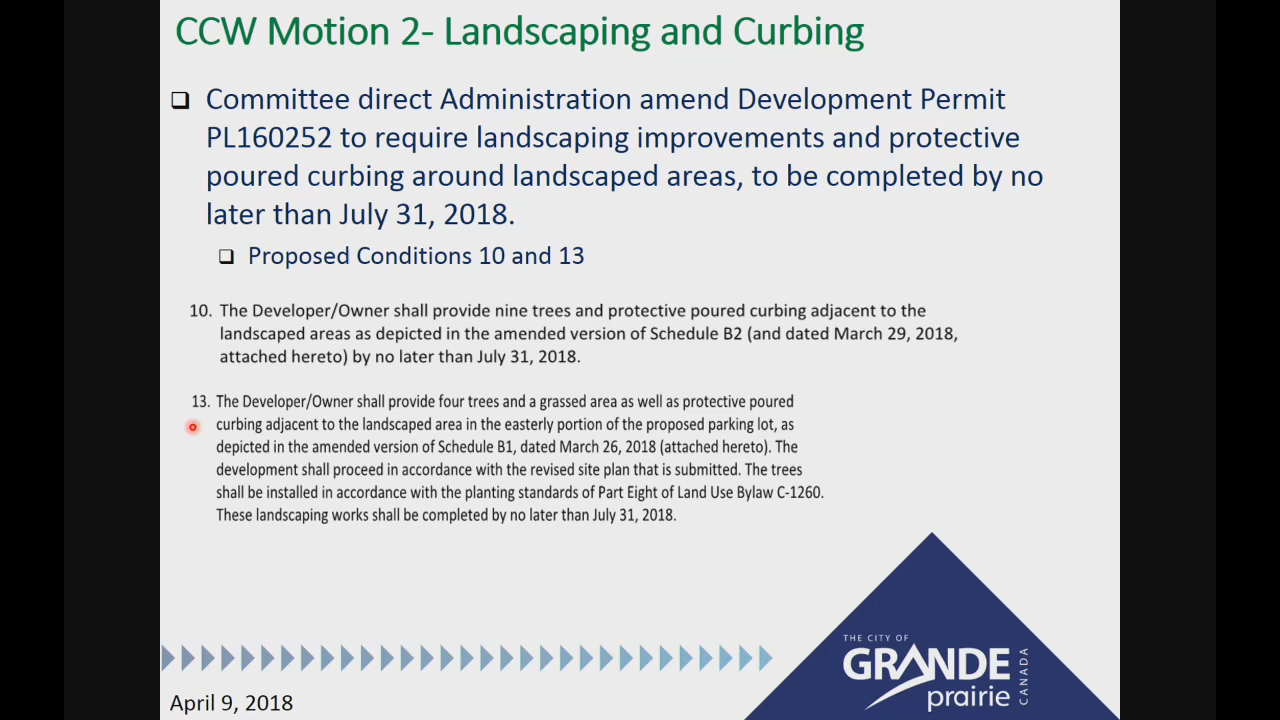 CCW Motion 2- Landscaping and Curbing
Committee direct Administration amend Development Permit
PL160252 to require landscaping improvements and protective
poured curbing around landscaped areas, to be completed by no
later than July 31, 2018.
Proposed Conditions 10 and 13
10. The Developer/Owner shall provide nine trees and protective poured curbing adjacent to the
landscaped areas as depicted in the amended version of Schedule B2 (and dated March 29, 2018,
attached hereto) by no later than July 31, 2018.
13. The Developer/Owner shall provide four trees and a grassed area as well as protective poured
curbing adjacent to the landscaped area in the easterly portion of the proposed parking lot, as
depicted in the amended version of Schedule B1, dated March 26, 2018 (attached hereto). The
development shall proceed in accordance with the revised site plan that is submitted. The trees
shall be installed in accordance with the planting standards of Part Eight of Land Use Bylaw C-1260.
These landscaping works shall be completed by no later than July 31, 2018.
THE CITY OF
GRANDE
prairie
CANADA
April 9, 2018